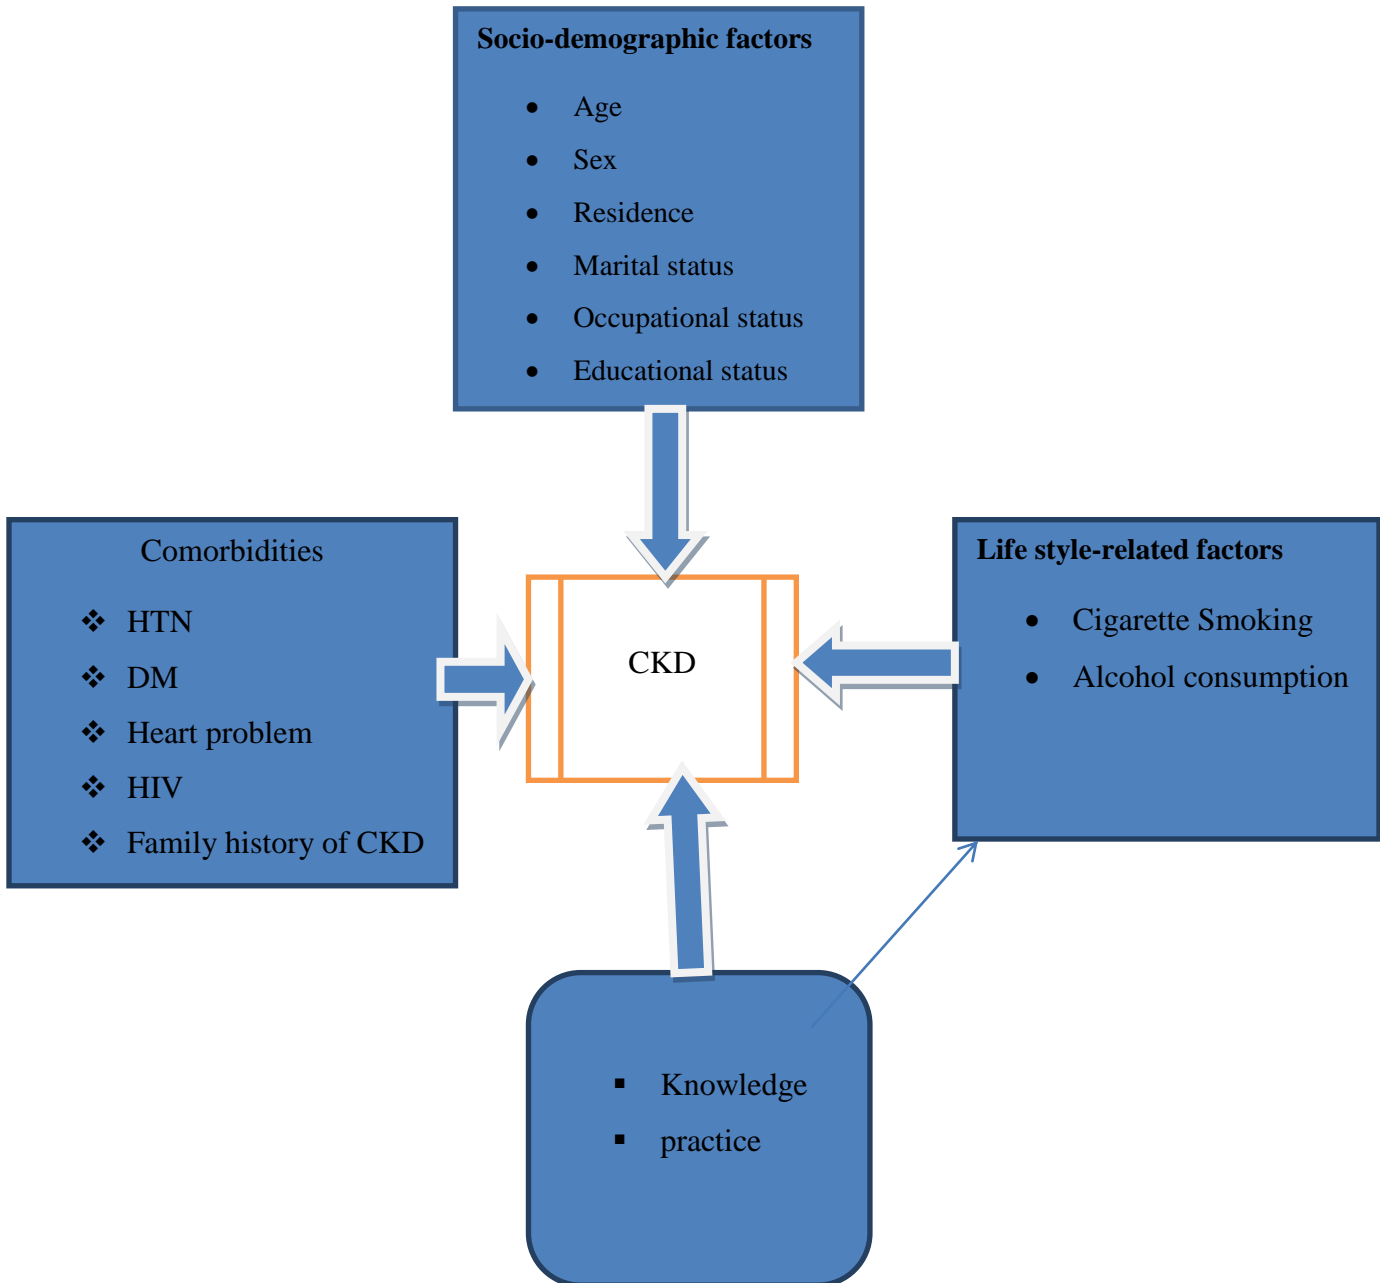 Socio-demographic factors
• Age
• Sex
• Residence
• Marital status
• Occupational status
• Educational status
Comorbidities
❖ HTN
❖ DM
❖ Heart problem
❖ HIV
❖ Family history of CKD
CKD
Life style-related factors
• Cigarette Smoking
• Alcohol consumption
▪ Knowledge
▪ practice